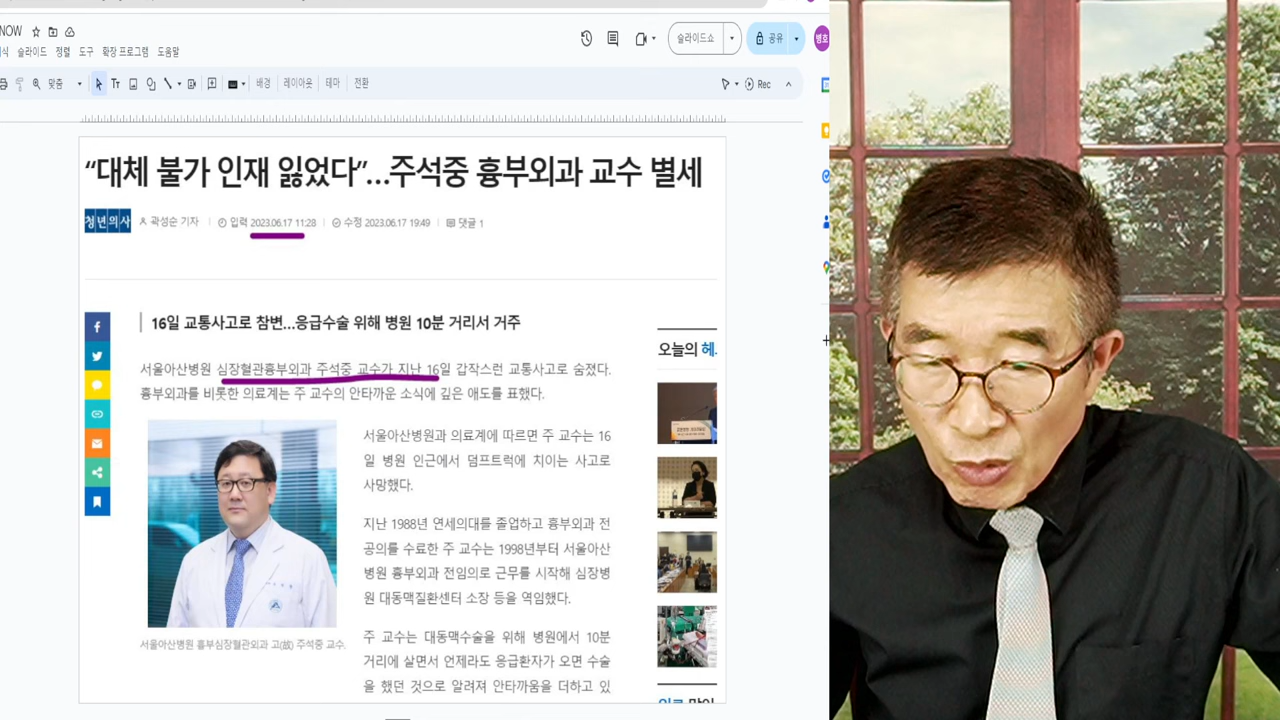 NOW
슬라이드 정렬 도구 확장 프로그램 도움말
슬라이드쇼
공유
병호
맞춤
배경 레이아웃 테마 전환
Rec
“대체 불가 인재 잃었다”…주석중 흉부외과 교수 별세
청년의사 곽성순 기자 입력 2023.06.17 11:28 수정 2023.06.17 19:49 댓글 1
16일 교통사고로 참변…응급수술 위해 병원 10분 거리서 거주
서울아산병원 심장혈관흉부외과 주석중 교수가 지난 16일 갑작스런 교통사고로 숨졌다.
흉부외과를 비롯한 의료계는 주 교수의 안타까운 소식에 깊은 애도를 표했다.
서울아산병원과 의료계에 따르면 주 교수는 16
일 병원 인근에서 덤프트럭에 치이는 사고로
사망했다.
지난 1988년 연세의대를 졸업하고 흉부외과 전
공의를 수료한 주 교수는 1998년부터 서울아산
병원 흉부외과 전임의로 근무를 시작해 심장병
원 대동맥질환센터 소장 등을 역임했다.
서울아산병원 흉부심장혈관외과 고(故) 주석중 교수.
주 교수는 대동맥수술을 위해 병원에서 10분
거리에 살면서 언제라도 응급환자가 오면 수술
을 했던 것으로 알려져 안타까움을 더하고 있
오늘의 헤